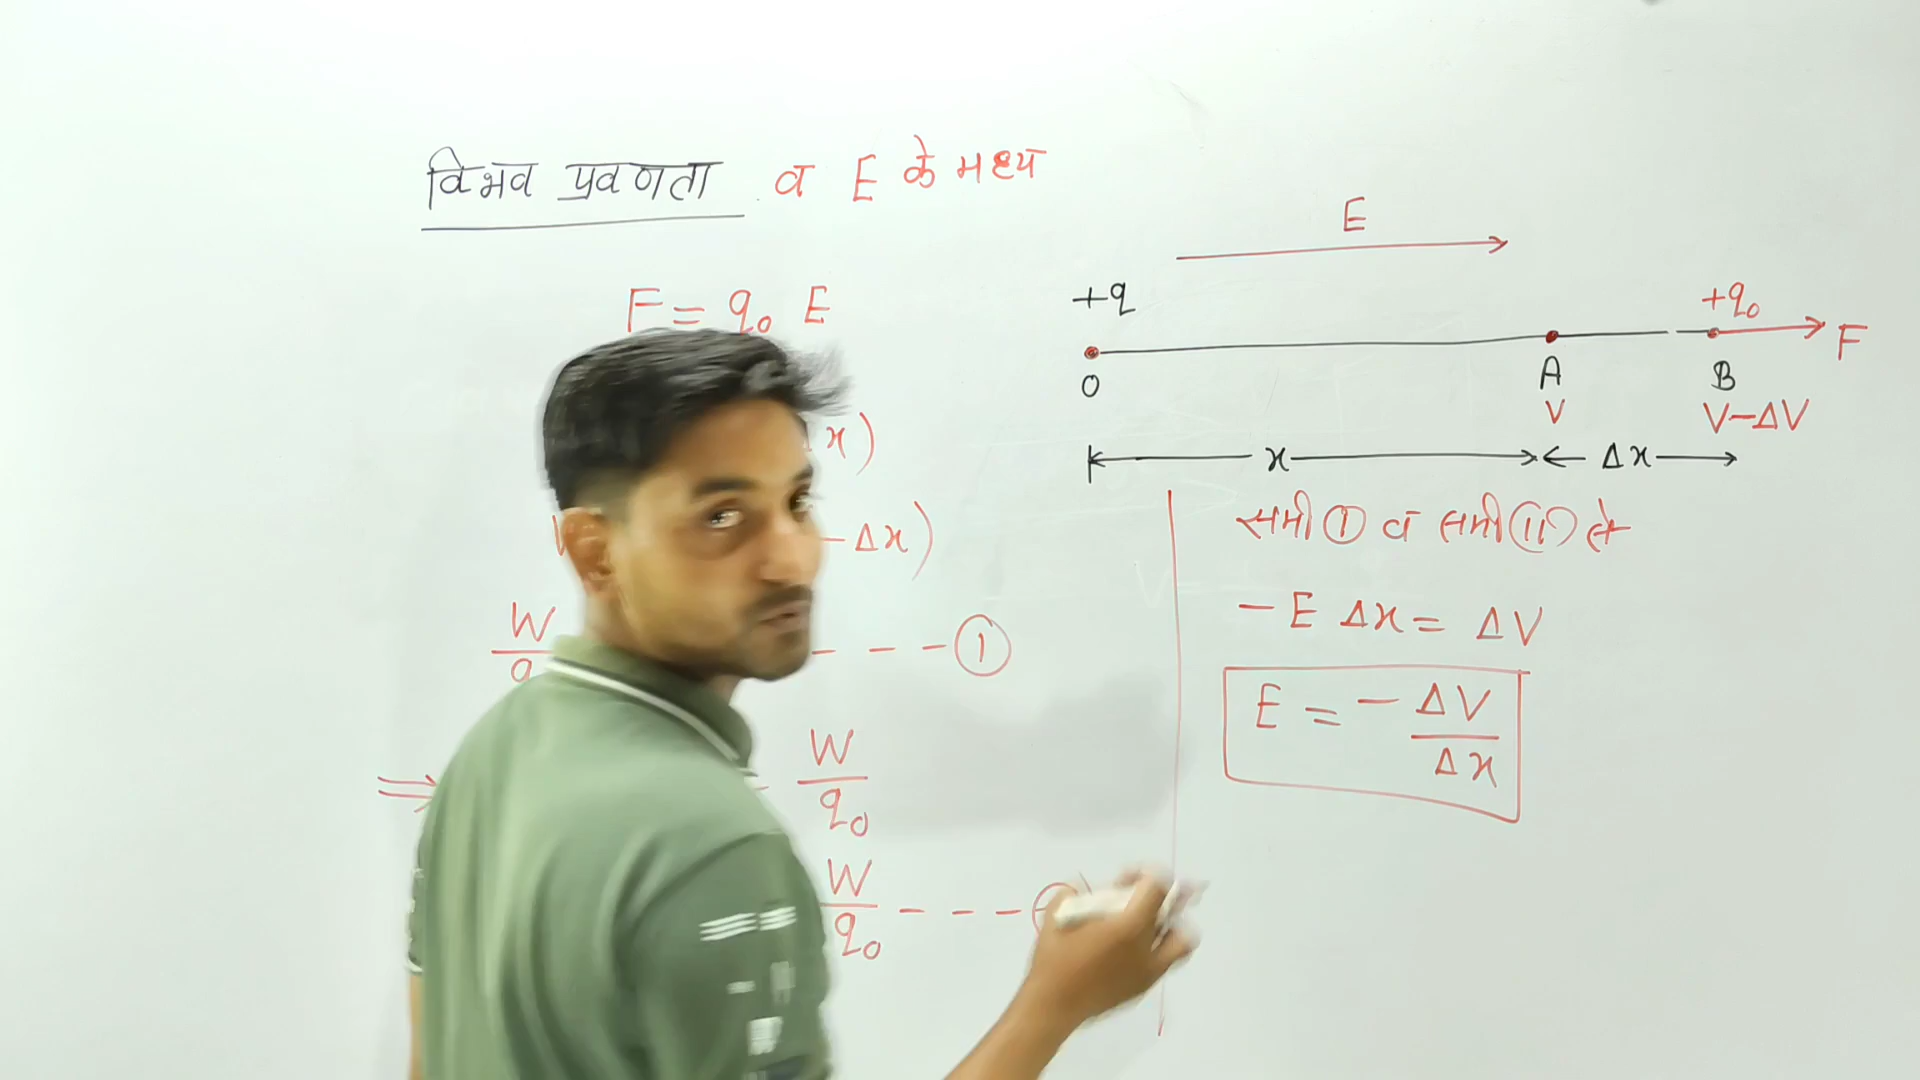 विभव प्रवणता व E के मध्य
F = q₀ E
x)
- Δx)
W
- - - ①
W/q₀
W/q₀ - - -
E
+q
+q₀
F
O
A
B
V
V-ΔV
x
Δx
समी ① व समी ⑪ से
- E Δx = ΔV
E = - ΔV/Δx